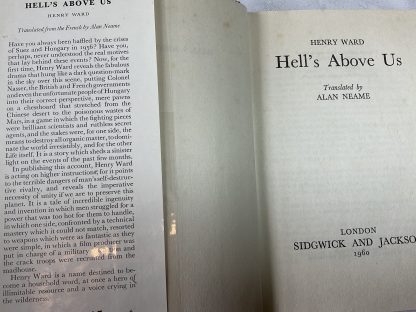 HELL'S ABOVE US
HENRY WARD
Translated from the French by Alan Neame
Have you always been baffled by the crises
of Suez and Hungary in 1956? Have you,
perhaps, never understood the real motives
that lay behind these events? Now, for the
first time, Henry Ward reveals the fabulous
drama that hung like a dark question-mark
in the sky over this scene, putting Colonel
Nasser, the British and French governments
and even the unfortunate people of Hungary
into their correct perspective, mere pawns
on a chessboard that stretched from the
Chinese desert to the poisonous wastes of
Mars, in a game in which the fighting pieces
were brilliant scientists and ruthless secret
agents, and the stakes were, for one side, the
means to destroy all organic master, to domi-
nate the world irresistibly, and for the other
Life itself. It is a story which sheds a sinister
light on the events of the past few months.
In publishing this account, Henry Ward
is acting on higher instructions; for it points
to the terrible dangers of man's self-destruc-
tive rivalry, and reveals the imperative
necessity of unity if we are to preserve this
planet. It is a tale of incredible ingenuity
and invention in which men struggled for a
power that was too hot for them to handle,
in which one side, confronted by a technical
mastery which it could not match, resorted
to weapons which were as fantastic as they
were simple, in which a film producer was
put in charge of a military operation and
the crack troops were recruited from the
madhouse.
Henry Ward is a name destined to be-
come a household word, at once a hero of
illimitable resource and a voice crying in
the wilderness.
HENRY WARD
Hell's Above Us
Translated by
ALAN NEAME
LONDON
SIDGWICK AND JACKSO
1960